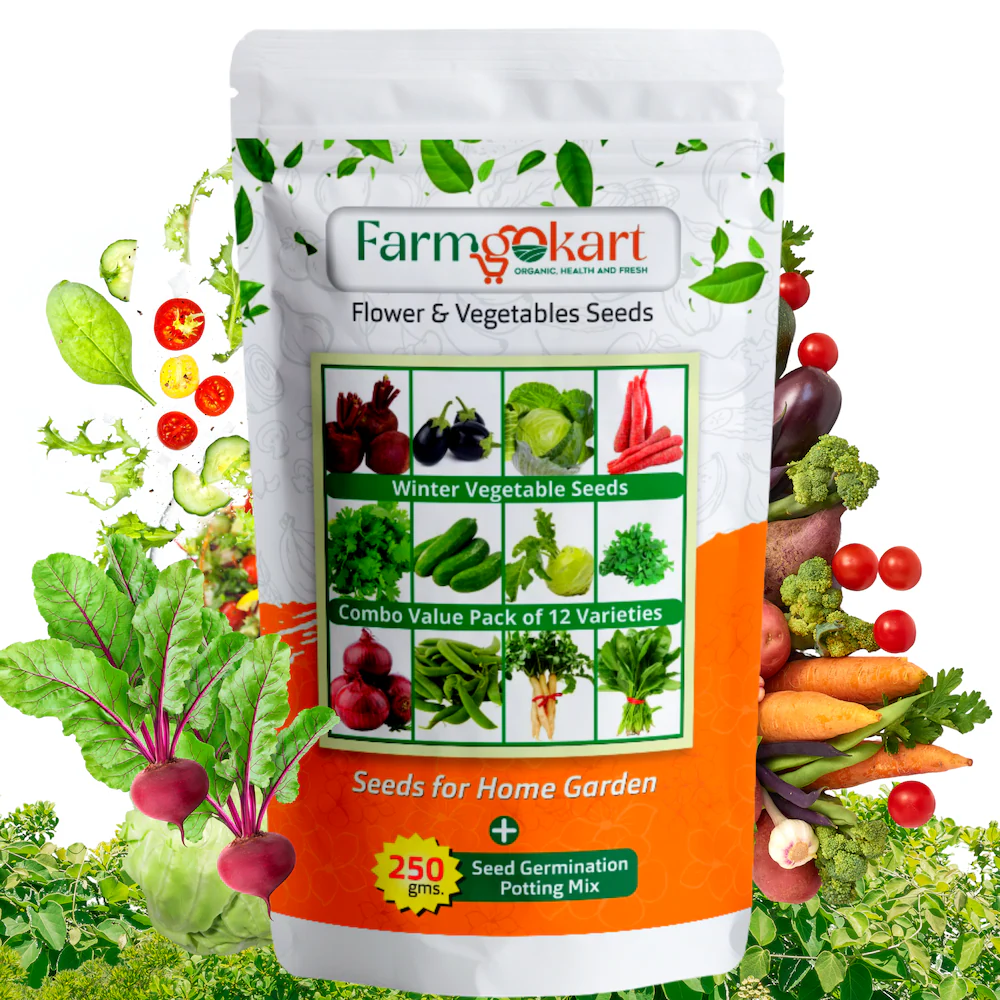 Farmgokart
ORGANIC, HEALTH AND FRESH
Flower & Vegetables Seeds
Winter Vegetable Seeds
Combo Value Pack of 12 Varieties
Seeds for Home Garden
+
250
gms.
Seed Germination
Potting Mix